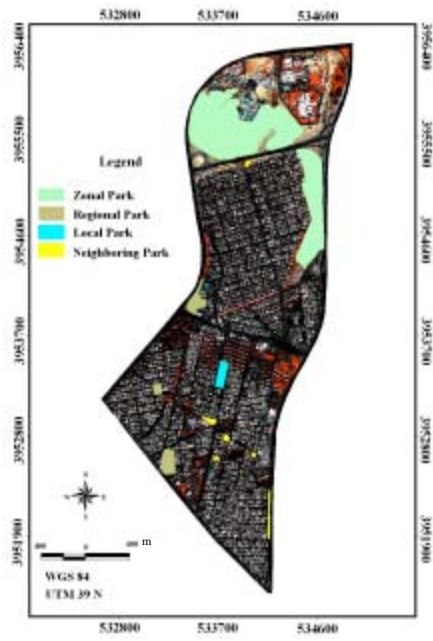 532800 533700 534600
3956400 3956400
3955500 3955500
Legend
Zonal Park
Regional Park
Local Park
Neighboring Park
3954600 3954600
3953700 3953700
3952800 3952800
3951900 3951900
m
WGS 84
UTM 39 N
532800 533700 534600